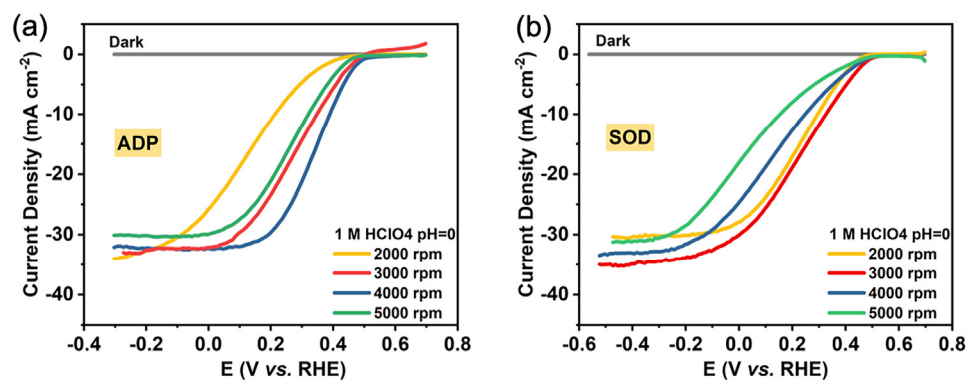 (a)
Dark
ADP
1 M HClO4 pH=0
2000 rpm
3000 rpm
4000 rpm
5000 rpm
Current Density (mA cm-2)
0
-10
-20
-30
-40
-0.4 -0.2 0.0 0.2 0.4 0.6 0.8
E (V vs. RHE)
(b)
Dark
SOD
1 M HClO4 pH=0
2000 rpm
3000 rpm
4000 rpm
5000 rpm
Current Density (mA cm-2)
0
-10
-20
-30
-40
-0.6 -0.4 -0.2 0.0 0.2 0.4 0.6 0.8
E (V vs. RHE)